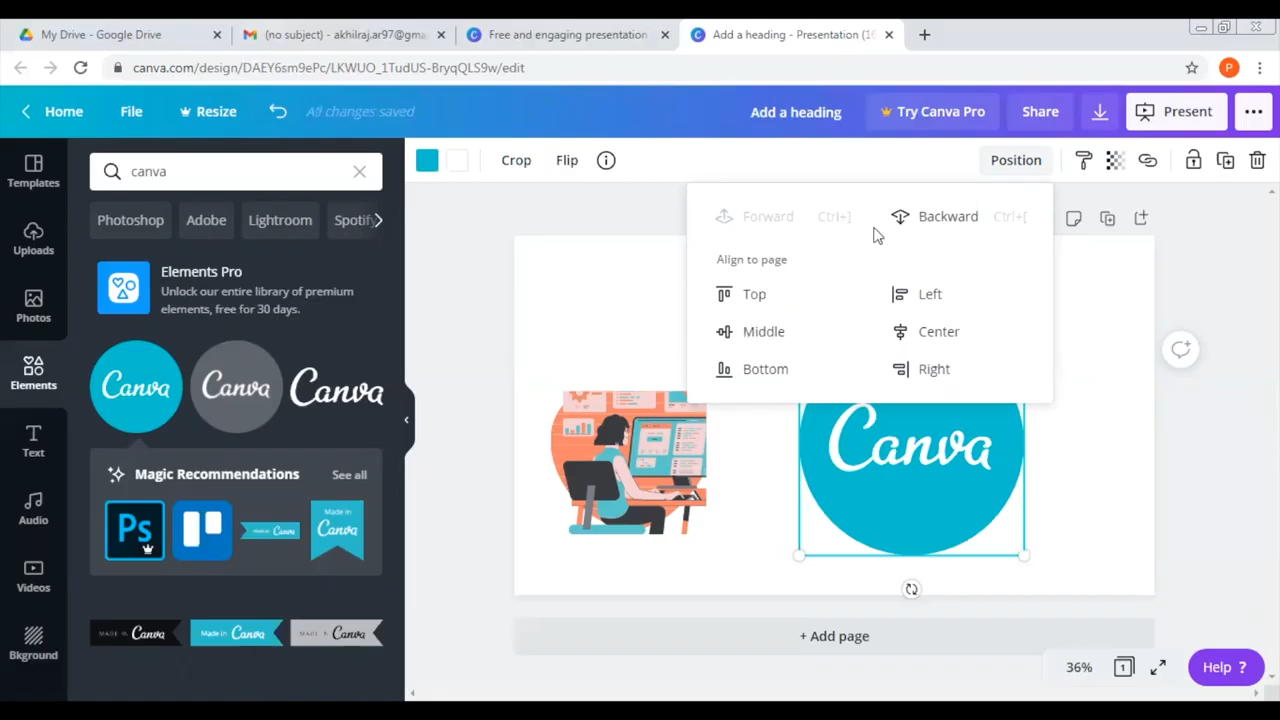 My Drive - Google Drive
(no subject) - akhilraj.ar97@gma
Free and engaging presentation
Add a heading - Presentation (16
canva.com/design/DAEY6sm9ePc/LKWUO_1TudUS-BryqQLS9w/edit
P
Home
File
Resize
All changes saved
Add a heading
Try Canva Pro
Share
Present
Templates
Uploads
Photos
Elements
Text
Audio
Videos
Bkground
canva
Photoshop
Adobe
Lightroom
Spotify
Elements Pro
Unlock our entire library of premium
elements, free for 30 days.
Canva
Canva
Canva
Magic Recommendations
See all
Ps
MADE IN Canva
Made in
Canva
MADE IN Canva
Made in Canva
MADE IN Canva
Crop
Flip
Position
Forward Ctrl+]
Backward Ctrl+[
Align to page
Top
Left
Middle
Center
Bottom
Right
Canva
+ Add page
36%
1
Help ?